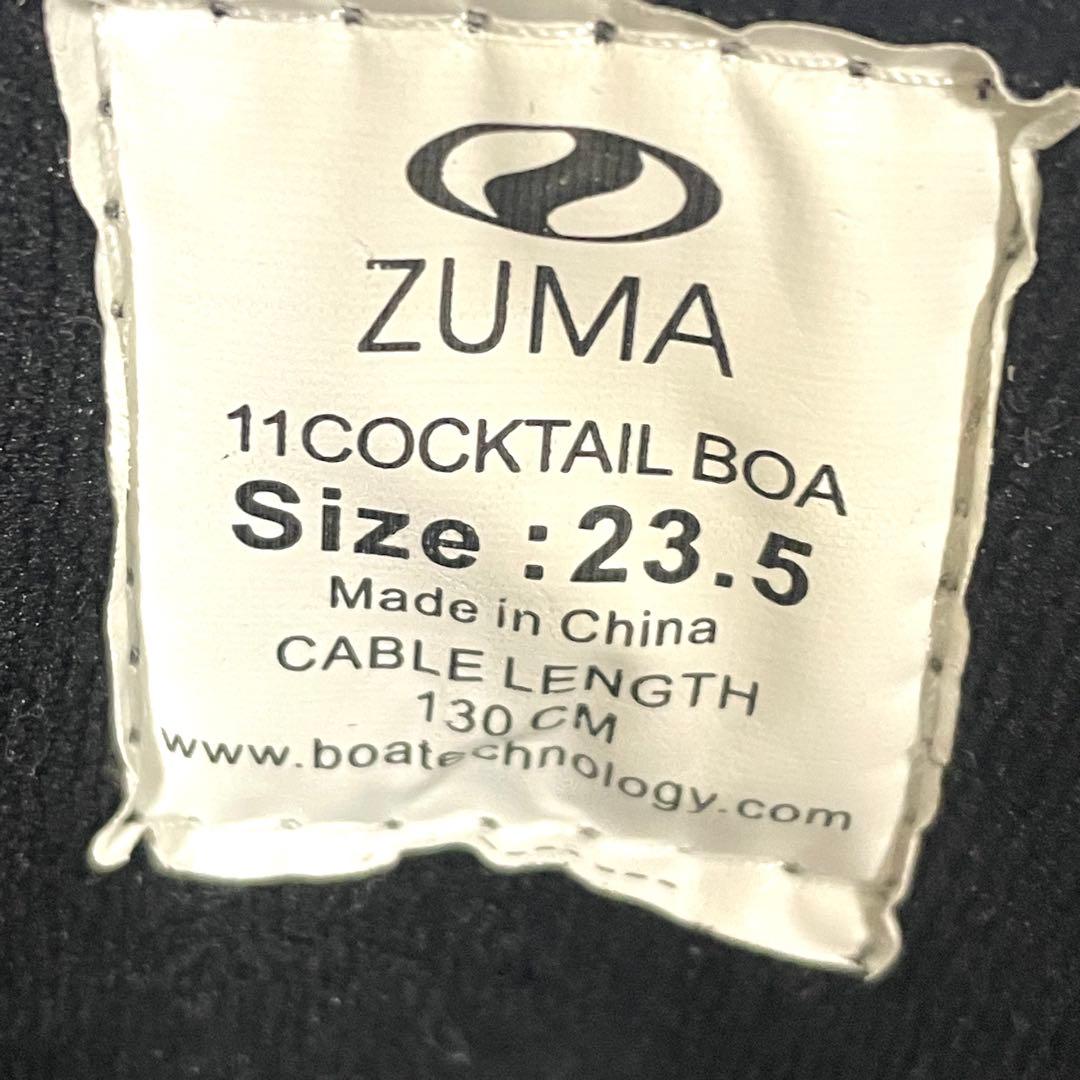 ZUMA
11COCKTAIL BOA
Size :23.5
Made in China
CABLE LENGTH
130 CM
www.boatechnology.com